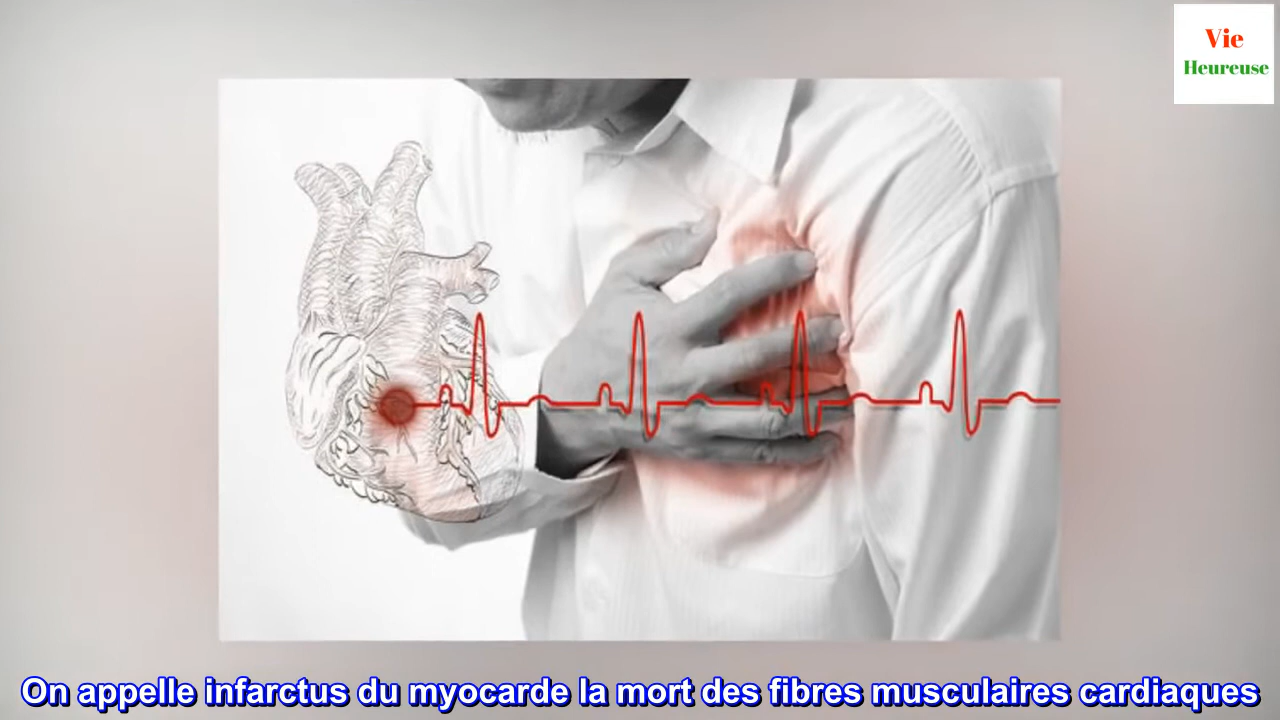 Vie
Heureuse
On appelle infarctus du myocarde la mort des fibres musculaires cardiaques